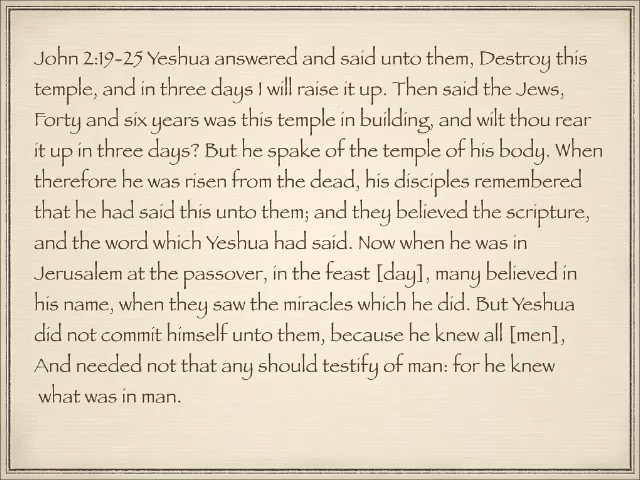 John 2:19-25 Yeshua answered and said unto them, Destroy this
temple, and in three days I will raise it up. Then said the Jews,
Forty and six years was this temple in building, and wilt thou rear
it up in three days? But he spake of the temple of his body. When
therefore he was risen from the dead, his disciples remembered
that he had said this unto them; and they believed the scripture,
and the word which Yeshua had said. Now when he was in
Jerusalem at the passover, in the feast [day], many believed in
his name, when they saw the miracles which he did. But Yeshua
did not commit himself unto them, because he knew all [men],
And needed not that any should testify of man: for he knew
what was in man.